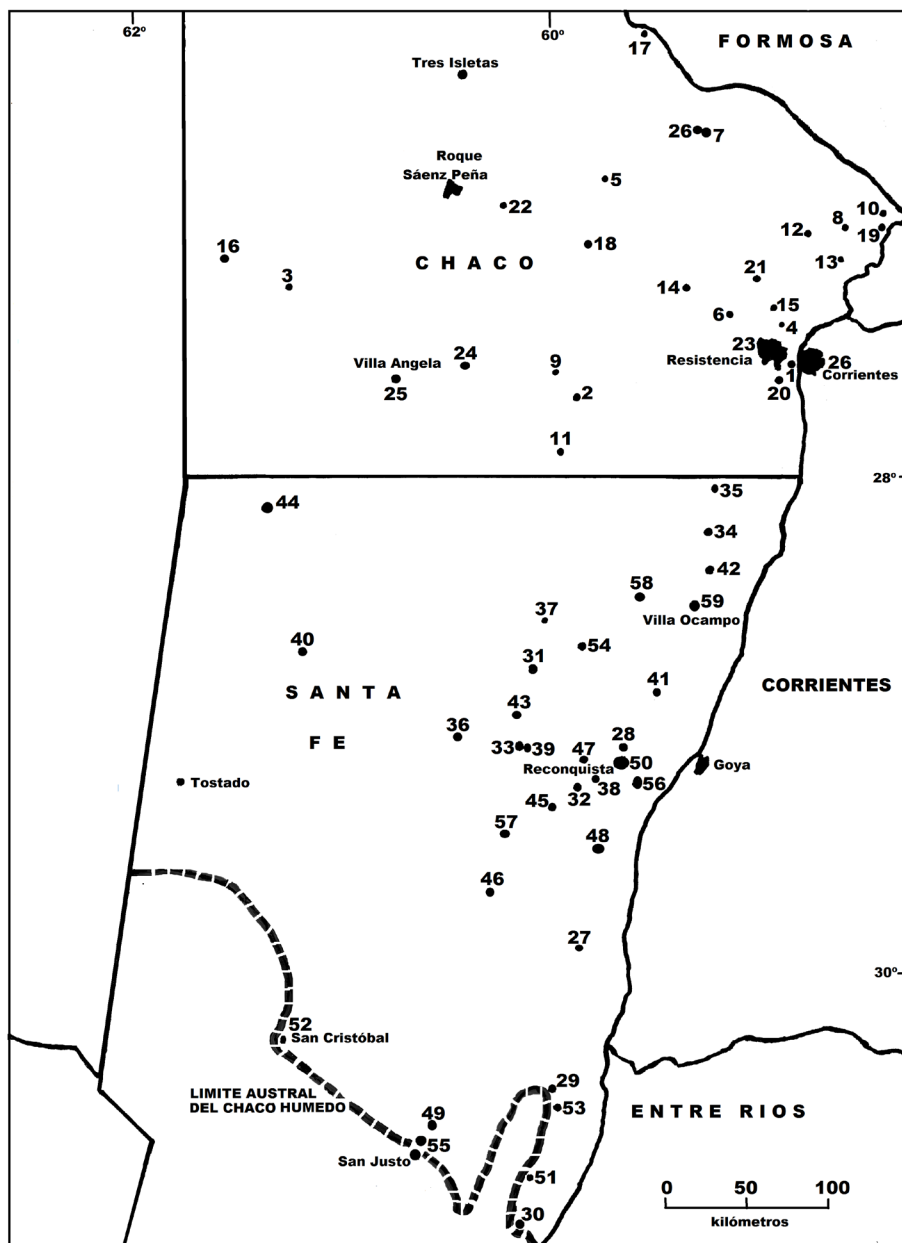 62º
60º
17
FORMOSA
Tres Isletas
26
7
Roque
Sáenz Peña
5
22
10
8
12
19
18
16
CHACO
13
3
21
14
15
6
4
23
Resistencia
26
Corrientes
1
20
24
9
Villa Angela
25
2
11
28º
35
44
34
42
58
59
Villa Ocampo
37
54
40
31
41
CORRIENTES
SANTA
FE
43
36
33
39
28
47
Reconquista
50
Goya
Tostado
38
56
32
45
57
48
46
27
30º
52
San Cristóbal
LIMITE AUSTRAL
DEL CHACO HUMEDO
29
53
ENTRE RIOS
49
55
San Justo
51
30
0 50 100
kilómetros